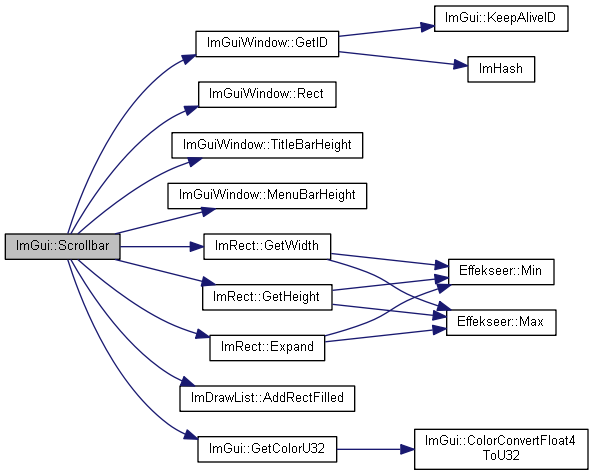 ImGuiWindow::GetID
ImGui::KeepAliveID
ImHash
ImGuiWindow::Rect
ImGuiWindow::TitleBarHeight
ImGuiWindow::MenuBarHeight
ImGui::Scrollbar
ImRect::GetWidth
Effekseer::Min
ImRect::GetHeight
Effekseer::Max
ImRect::Expand
ImDrawList::AddRectFilled
ImGui::GetColorU32
ImGui::ColorConvertFloat4
ToU32